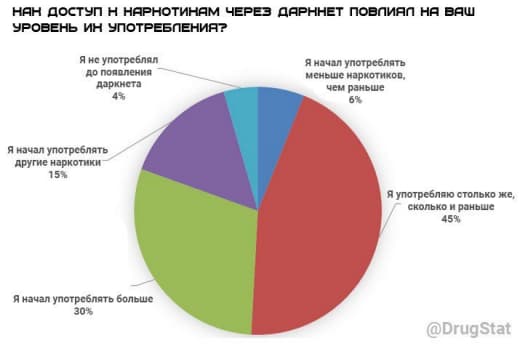 КАК ДОСТУП К НАРКОТИКАМ ЧЕРЕЗ ДАРКНЕТ ПОВЛИЯЛ НА ВАШ
УРОВЕНЬ ИХ УПОТРЕБЛЕНИЯ?
Я не употреблял
до появления
даркнета
4%
Я начал употреблять
меньше наркотиков,
чем раньше
6%
Я начал употреблять
другие наркотики
15%
Я употребляю столько же,
сколько и раньше
45%
Я начал употреблять больше
30%
@DrugStat